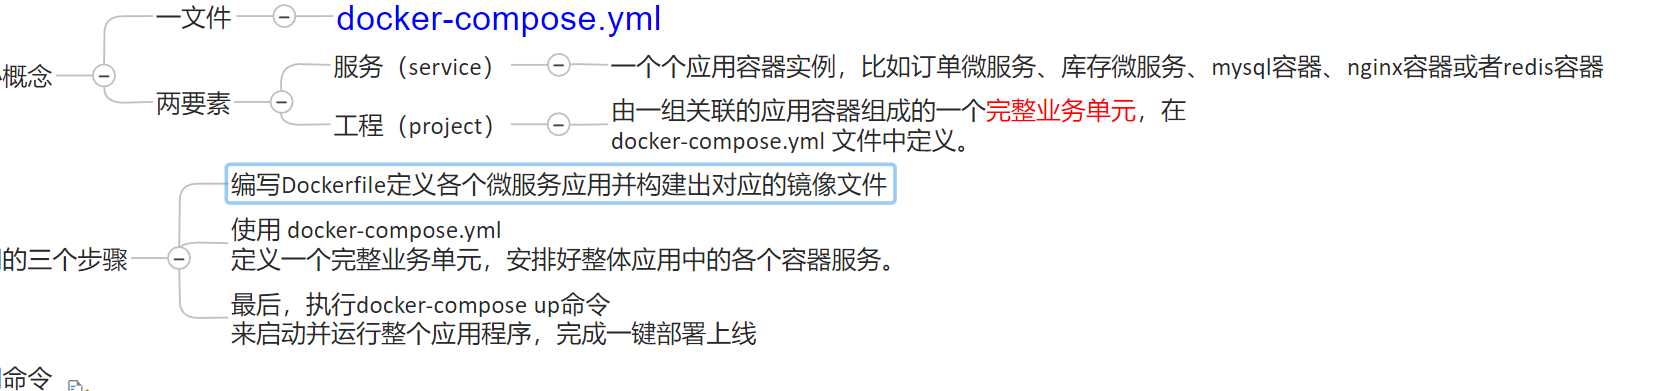 一文件
docker-compose.yml
概念
两要素
服务（service）
一个个应用容器实例，比如订单微服务、库存微服务、mysql容器、nginx容器或者redis容器
工程（project）
由一组关联的应用容器组成的一个完整业务单元，在
docker-compose.yml 文件中定义。
的三个步骤
编写Dockerfile定义各个微服务应用并构建出对应的镜像文件
使用 docker-compose.yml
定义一个完整业务单元，安排好整体应用中的各个容器服务。
最后，执行docker-compose up命令
来启动并运行整个应用程序，完成一键部署上线
命令